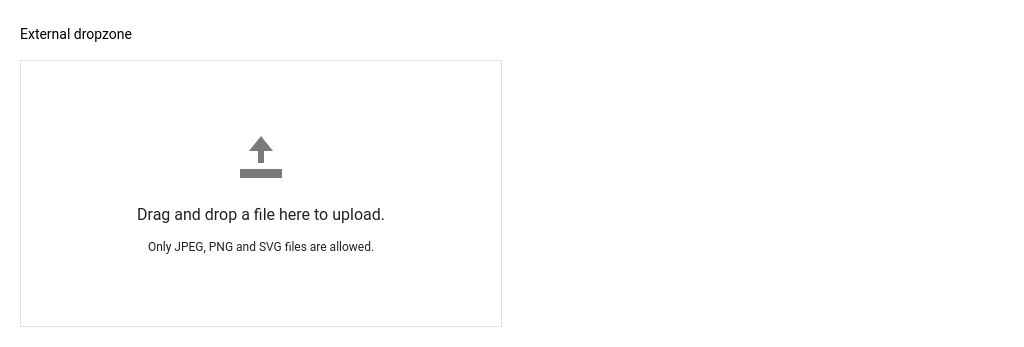 External dropzone
Drag and drop a file here to upload.
Only JPEG, PNG and SVG files are allowed.